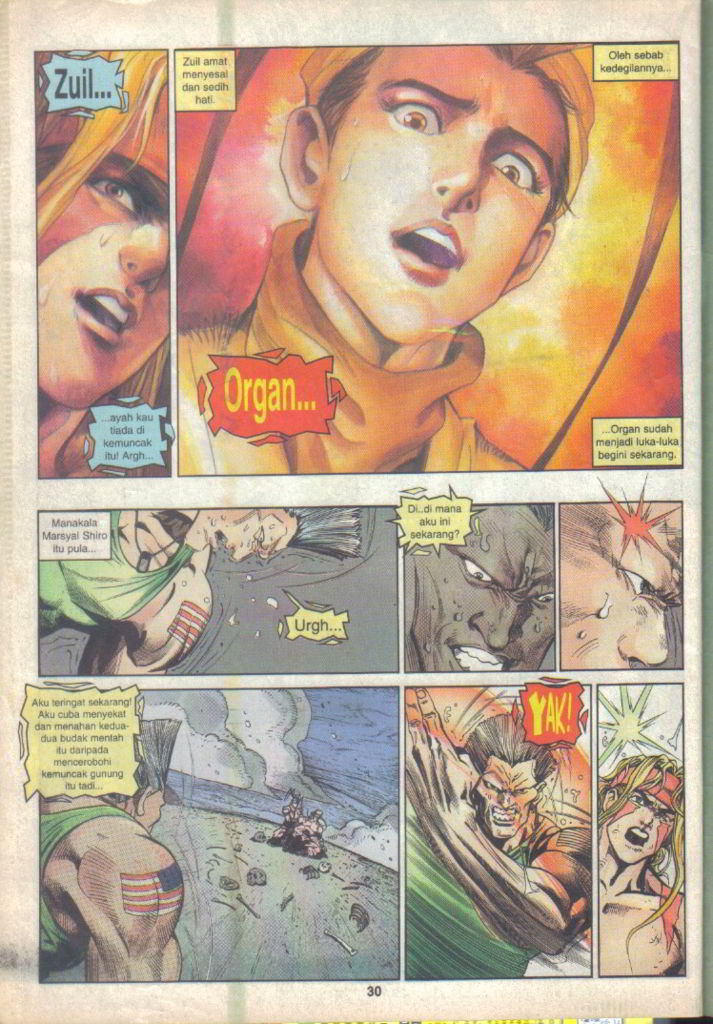 Zuil...
...ayah kau
tiada di
kemuncak
itu! Argh...
Zuil amat
menyesal
dan sedih
hati.
Oleh sebab
kedegilannya...
Organ...
...Organ sudah
menjadi luka-luka
begini sekarang.
Manakala
Marsyal Shiro
itu pula...
Urgh...
Di..di mana
aku ini
sekarang?
Aku teringat sekarang!
Aku cuba menyekat
dan menahan kedua-
dua budak mentah
itu daripada
mencerobohi
kemuncak gunung
itu tadi...
YAK!
30